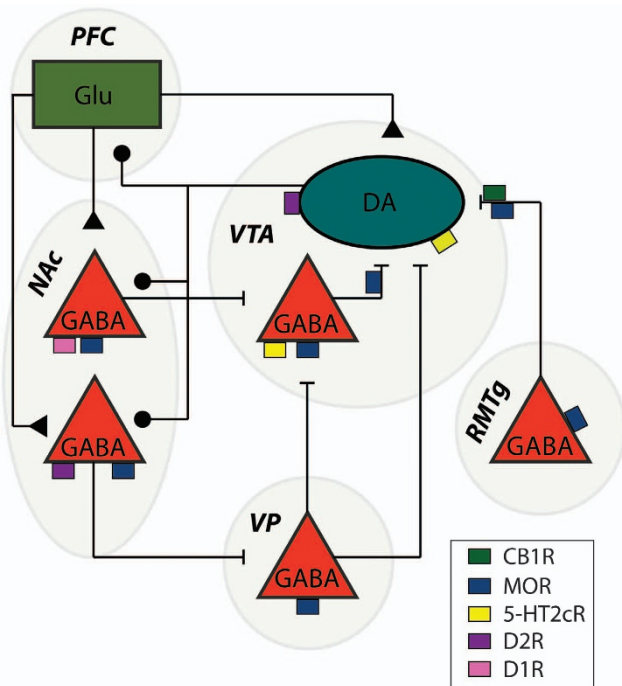 PFC
Glu
DA
VTA
NAc
GABA
GABA
GABA
RMTg
GABA
VP
GABA
CB1R
MOR
5-HT2cR
D2R
D1R